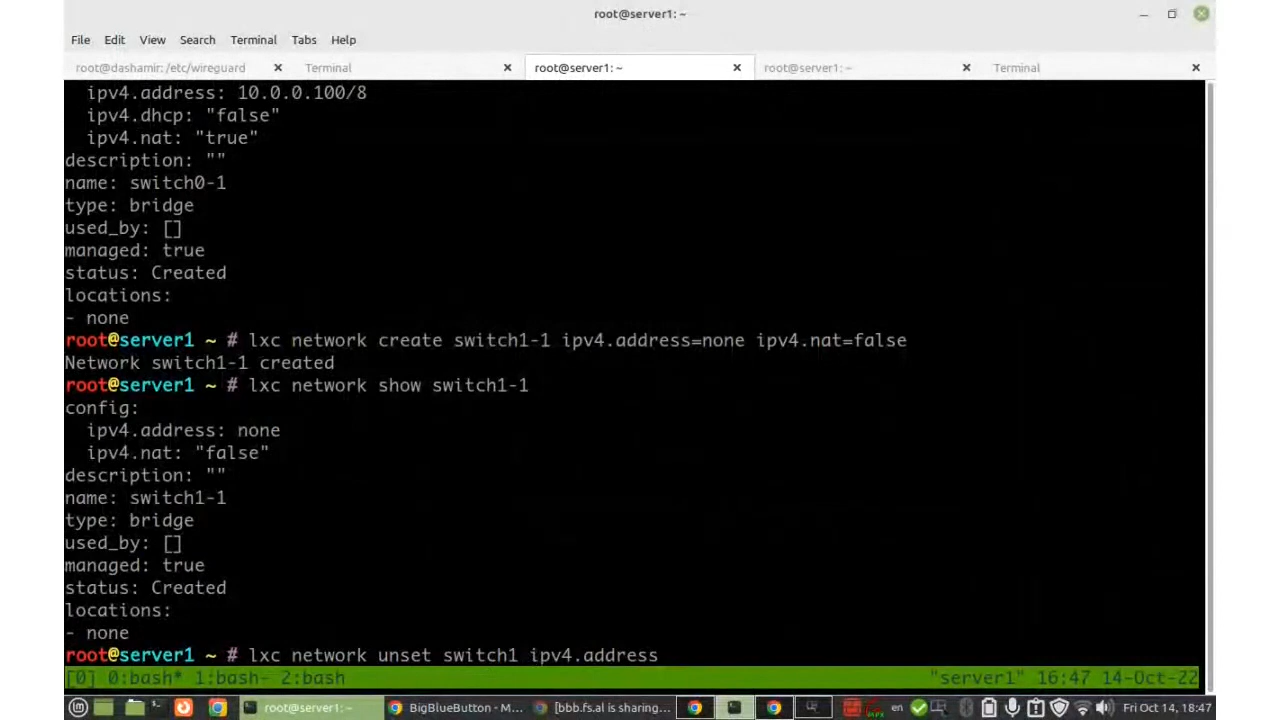 root@server1: ~
File Edit View Search Terminal Tabs Help
root@dashamir: /etc/wireguard × Terminal × root@server1: ~ × root@server1: ~ × Terminal ×
ipv4.address: 10.0.0.100/8
ipv4.dhcp: "false"
ipv4.nat: "true"
description: ""
name: switch0-1
type: bridge
used_by: []
managed: true
status: Created
locations:
- none
root@server1 ~ # lxc network create switch1-1 ipv4.address=none ipv4.nat=false
Network switch1-1 created
root@server1 ~ # lxc network show switch1-1
config:
ipv4.address: none
ipv4.nat: "false"
description: ""
name: switch1-1
type: bridge
used_by: []
managed: true
status: Created
locations:
- none
root@server1 ~ # lxc network unset switch1 ipv4.address
[0] 0:bash* 1:bash- 2:bash "server1" 16:47 14-Oct-22
root@server1: ~ BigBlueButton - M... [bbb.fs.al is sharing... en Fri Oct 14, 18:47